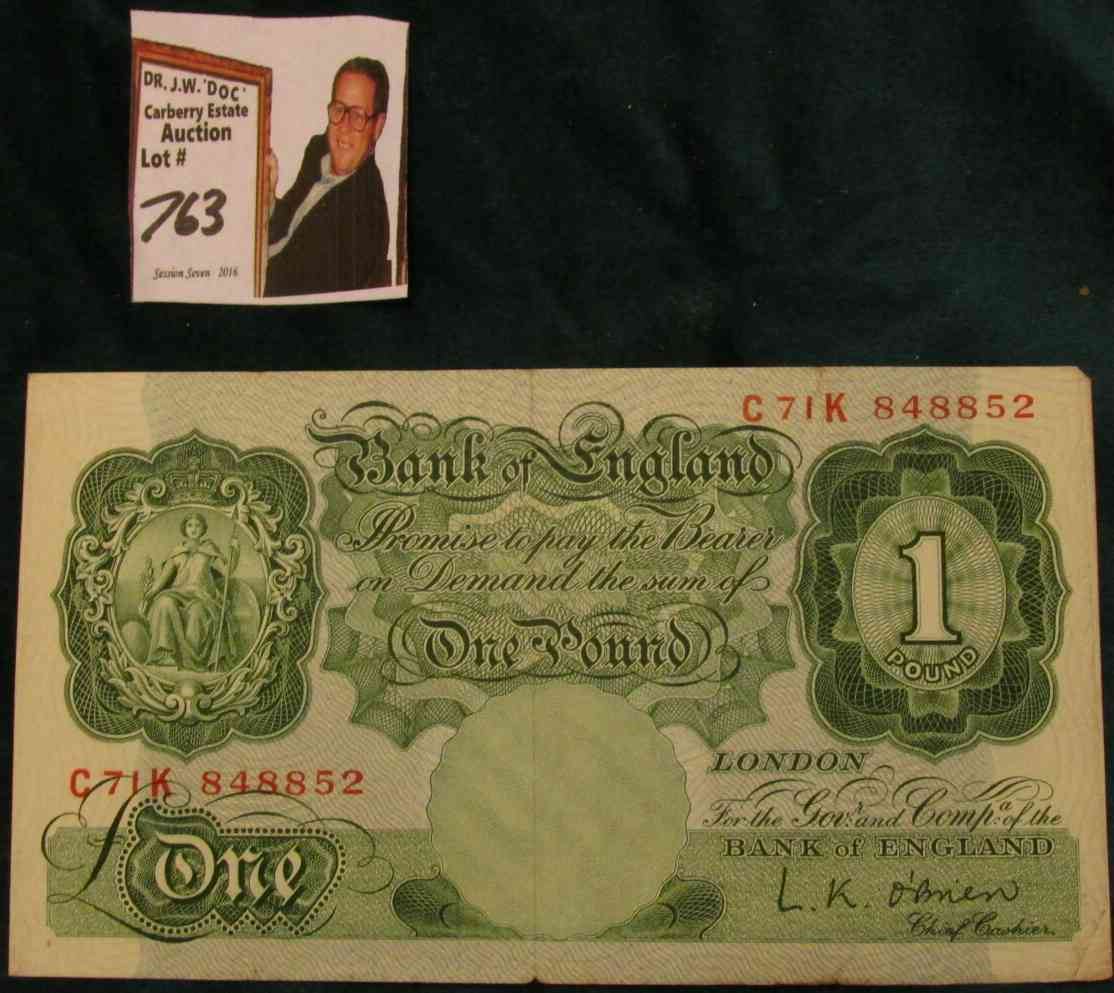 DR. J.W. "DOC"
Carberry Estate
Auction
Lot #
763
Session Seven 2016
C71K 848852
Bank of England
Promise to pay the Bearer
on Demand the sum of
One Pound
1
POUND
C71K 848852
£One
LONDON
For the Govr. and Compa. of the
BANK of ENGLAND
L. K. O'Brien
Chief Cashier.